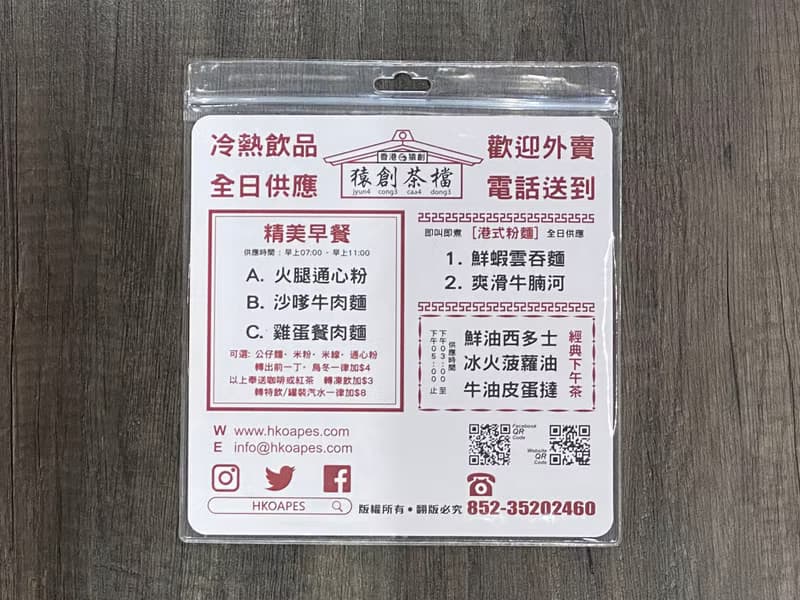 冷熱飲品
全日供應
香港 猿創
猿創茶檔
jyun4 cong3 caa4 dong3
歡迎外賣
電話送到
精美早餐
供應時間：早上07:00 - 早上11:00
A. 火腿通心粉
B. 沙嗲牛肉麵
C. 雞蛋餐肉麵
可選: 公仔麵、米粉、米線、通心粉
轉出前一丁、烏冬一律加$4
以上奉送咖啡或紅茶 轉凍飲加$3
轉特飲/罐裝汽水一律加$8
即叫即煮 [港式粉麵] 全日供應
1. 鮮蝦雲吞麵
2. 爽滑牛腩河
經典下午茶
鮮油西多士
冰火菠蘿油
牛油皮蛋撻
供應時間
下午03:00至
下午05:00止
W www.hkoapes.com
E info@hkoapes.com
Facebook
QR
Code
Website
QR
Code
HKOAPES
版權所有•翻版必究
852-35202460